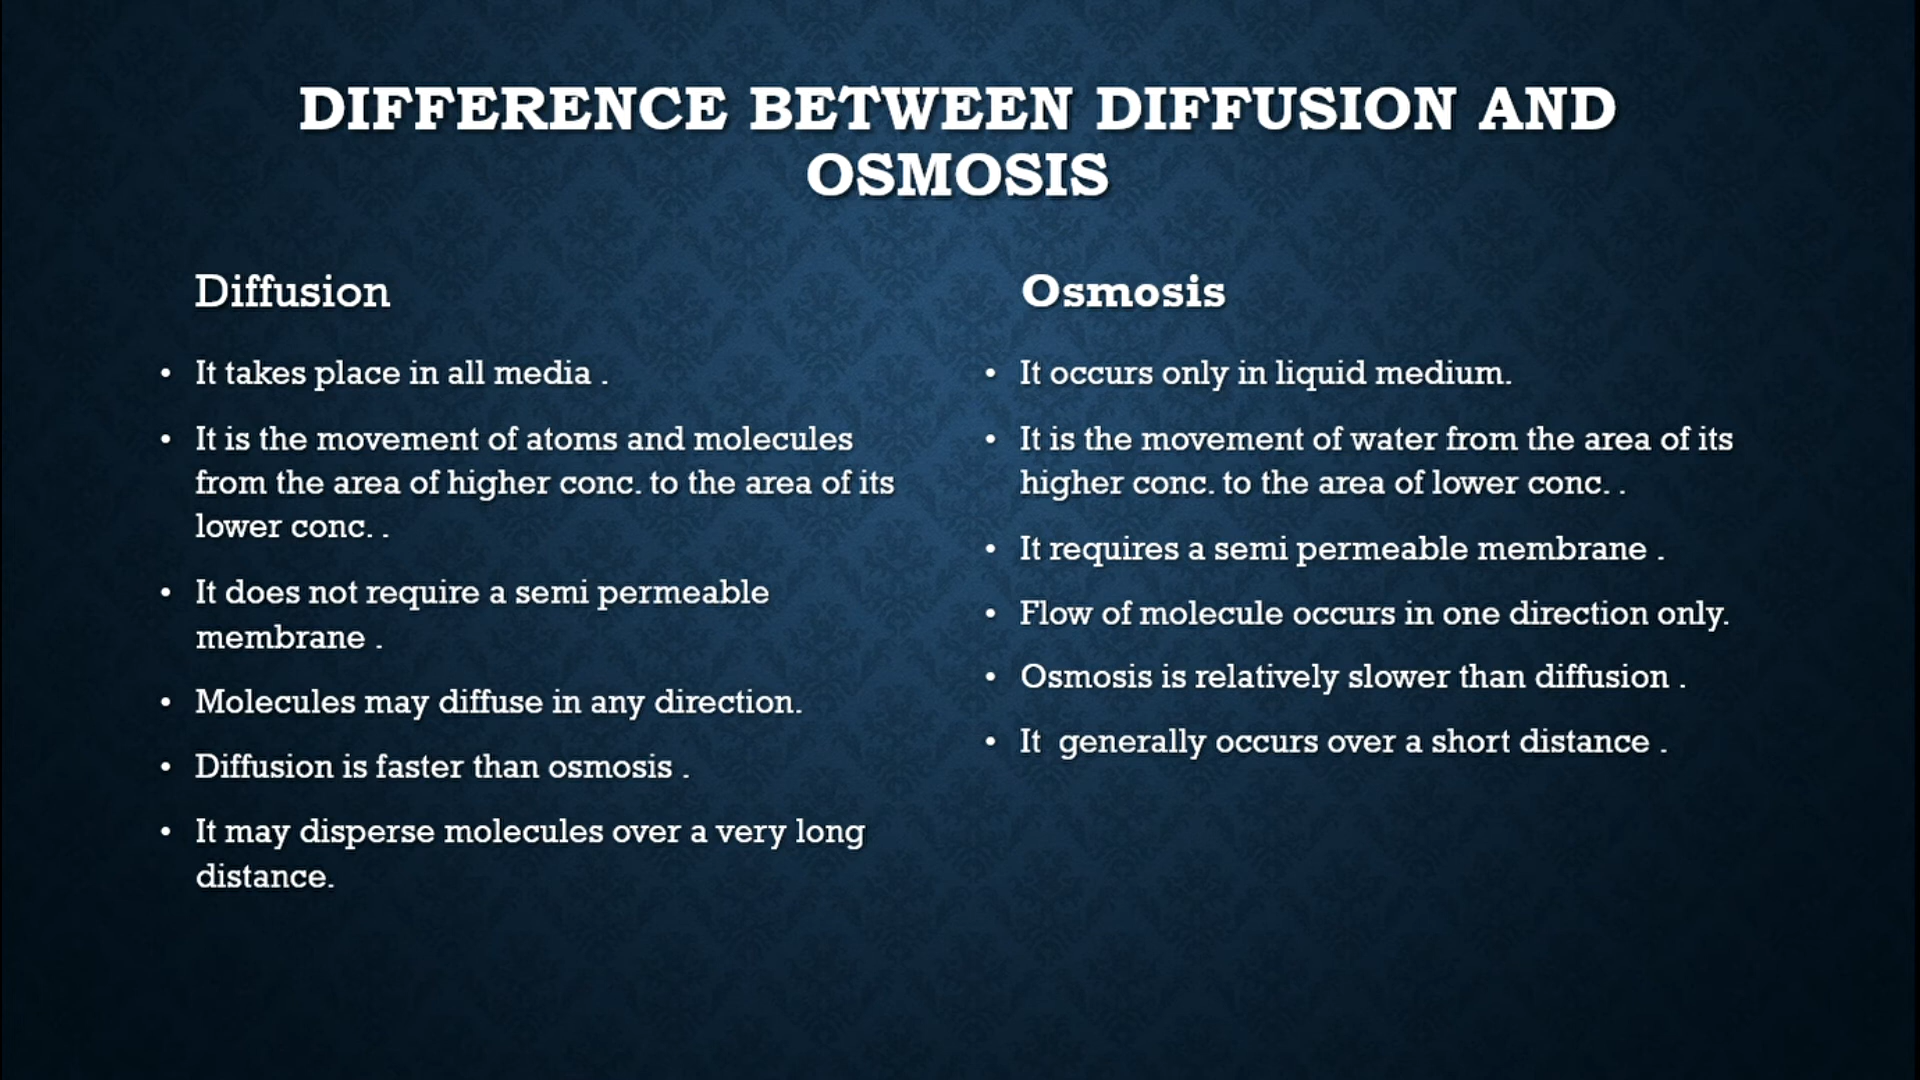 DIFFERENCE BETWEEN DIFFUSION AND
OSMOSIS
Diffusion
• It takes place in all media .
• It is the movement of atoms and molecules
from the area of higher conc. to the area of its
lower conc. .
• It does not require a semi permeable
membrane .
• Molecules may diffuse in any direction.
• Diffusion is faster than osmosis .
• It may disperse molecules over a very long
distance.
Osmosis
• It occurs only in liquid medium.
• It is the movement of water from the area of its
higher conc. to the area of lower conc. .
• It requires a semi permeable membrane .
• Flow of molecule occurs in one direction only.
• Osmosis is relatively slower than diffusion .
• It  generally occurs over a short distance .